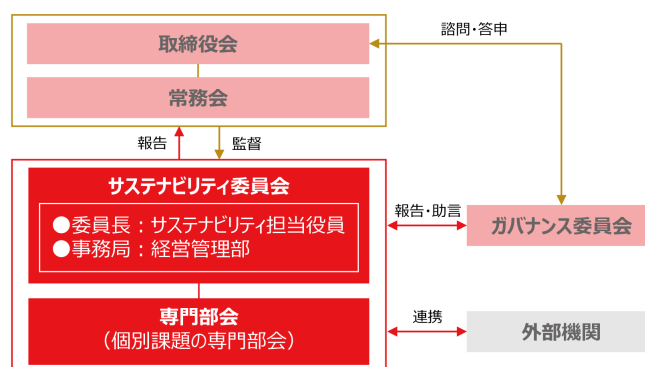 取締役会
諮問・答申
常務会
報告
監督
サステナビリティ委員会
●委員長：サステナビリティ担当役員
●事務局：経営管理部
報告・助言
ガバナンス委員会
専門部会
（個別課題の専門部会）
連携
外部機関